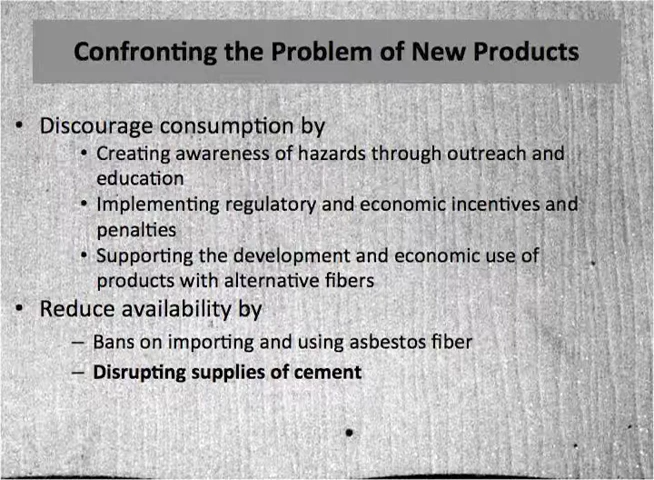 Confronting the Problem of New Products
• Discourage consumption by
• Creating awareness of hazards through outreach and
education
• Implementing regulatory and economic incentives and
penalties
• Supporting the development and economic use of
products with alternative fibers
• Reduce availability by
– Bans on importing and using asbestos fiber
– Disrupting supplies of cement